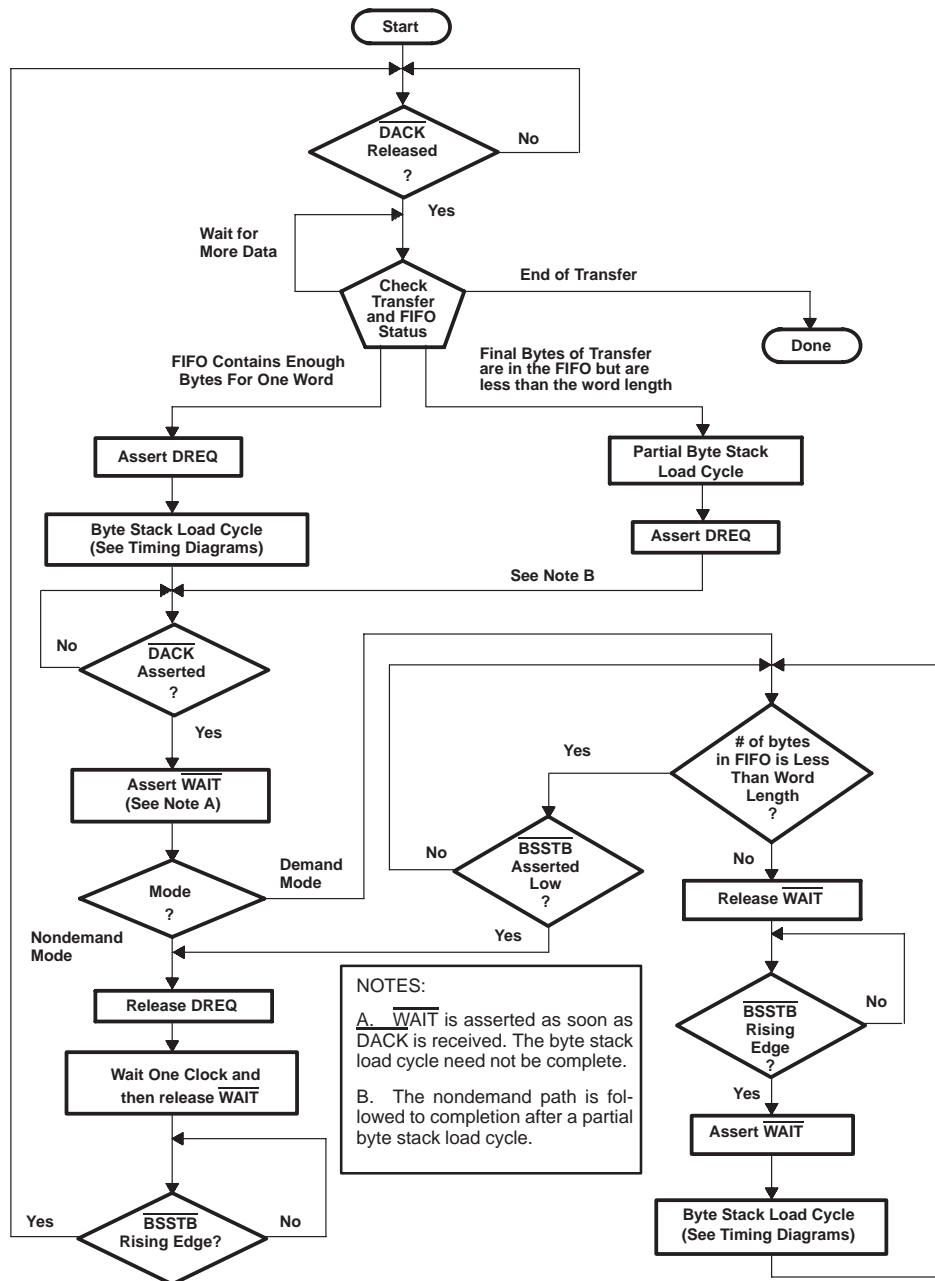 Start
DACK
Released
?
No
Yes
Wait for
More Data
Check
Transfer
and FIFO
Status
End of Transfer
Done
FIFO Contains Enough
Bytes For One Word
Final Bytes of Transfer
are in the FIFO but are
less than the word length
Assert DREQ
Partial Byte Stack
Load Cycle
Byte Stack Load Cycle
(See Timing Diagrams)
Assert DREQ
See Note B
No
DACK
Asserted
?
Yes
Assert WAIT
(See Note A)
Mode
?
Demand
Mode
Nondemand
Mode
# of bytes
in FIFO is Less
Than Word
Length
?
Yes
No
BSSTB
Asserted
Low
?
No
Yes
Release WAIT
Release DREQ
Wait One Clock and
then release WAIT
BSSTB
Rising Edge?
Yes
No
NOTES:
A. WAIT is asserted as soon as
DACK is received. The byte stack
load cycle need not be complete.
B. The nondemand path is fol-
lowed to completion after a partial
byte stack load cycle.
BSSTB
Rising
Edge
?
No
Yes
Assert WAIT
Byte Stack Load Cycle
(See Timing Diagrams)